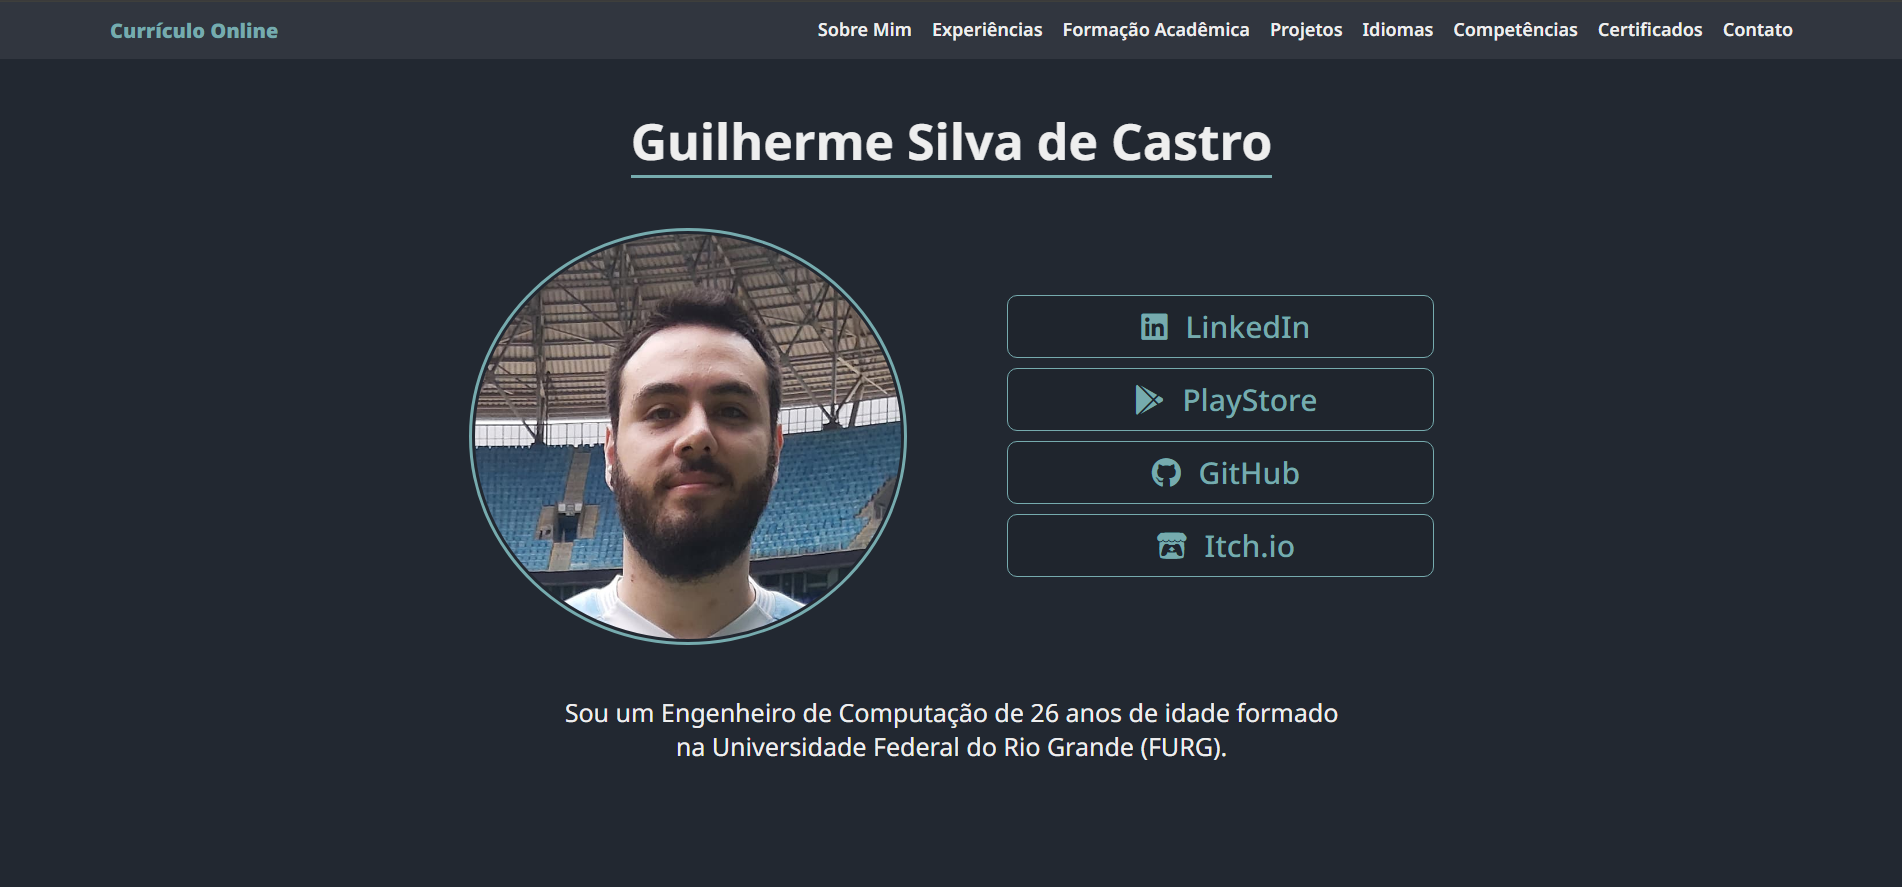 Currículo Online
Sobre Mim
Experiências
Formação Acadêmica
Projetos
Idiomas
Competências
Certificados
Contato
Guilherme Silva de Castro
LinkedIn
PlayStore
GitHub
Itch.io
Sou um Engenheiro de Computação de 26 anos de idade formado
na Universidade Federal do Rio Grande (FURG).